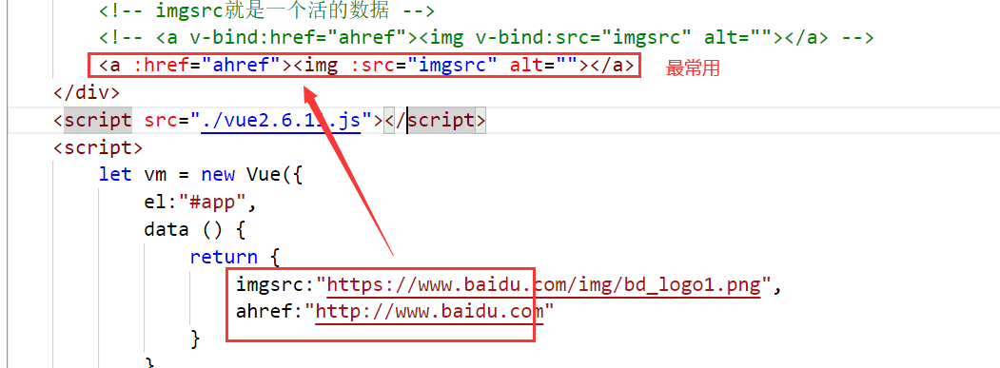 <!-- imgsrc就是一个活的数据 -->
<!-- <a v-bind:href="ahref"><img v-bind:src="imgsrc" alt=""></a> -->
<a :href="ahref"><img :src="imgsrc" alt=""></a> 最常用
</div>
<script src="./vue2.6.11.js"></script>
<script>
let vm = new Vue({
el:"#app",
data () {
return {
imgsrc:"https://www.baidu.com/img/bd_logo1.png",
ahref:"http://www.baidu.com"
}
}